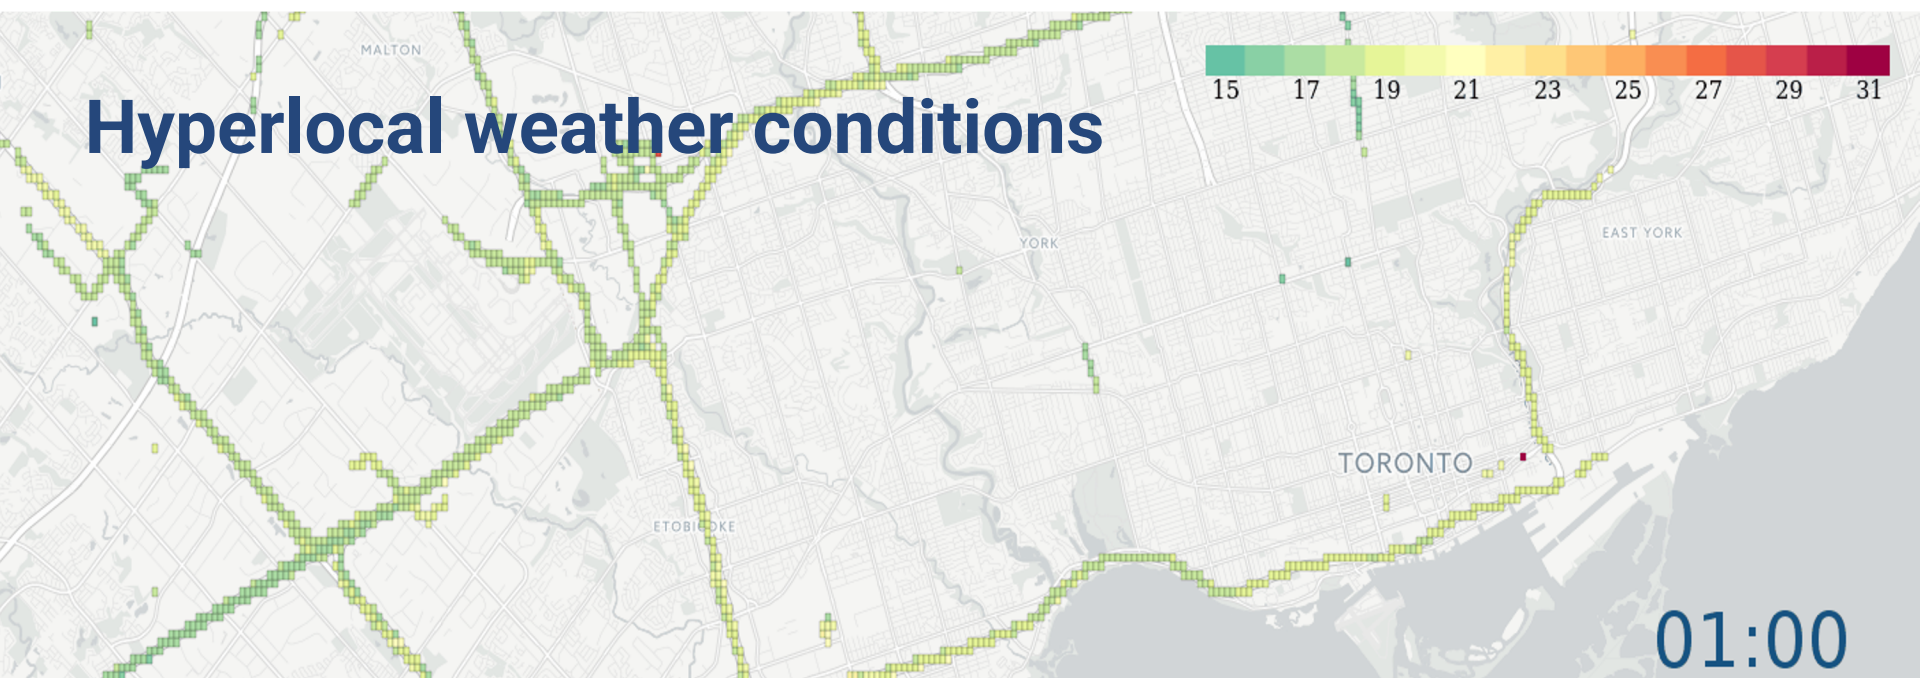 MALTON
15 17 19 21 23 25 27 29 31
Hyperlocal weather conditions
EAST YORK
YORK
TORONTO
ETOBICOKE
01:00